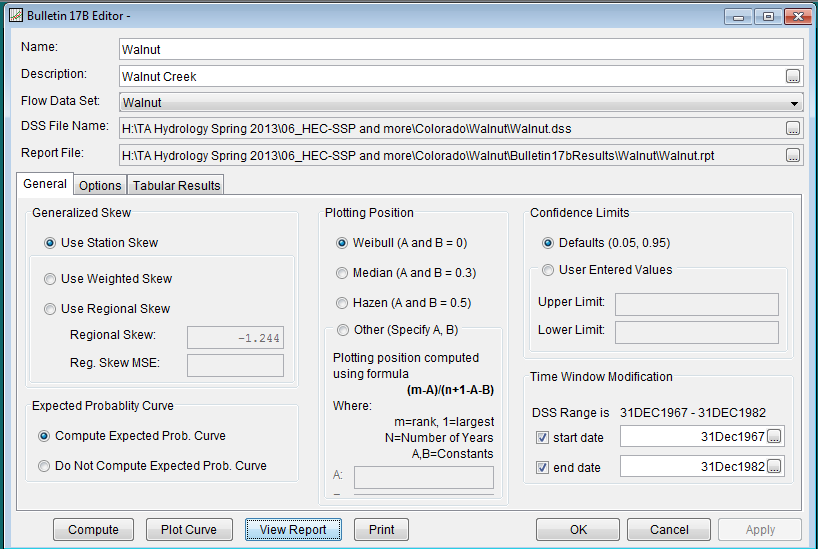 Bulletin 17B Editor -
Name: Walnut
Description: Walnut Creek ...
Flow Data Set: Walnut
DSS File Name: H:\TA Hydrology Spring 2013\06_HEC-SSP and more\Colorado\Walnut\Walnut.dss ...
Report File: H:\TA Hydrology Spring 2013\06_HEC-SSP and more\Colorado\Walnut\Bulletin17bResults\Walnut\Walnut.rpt ...
General Options Tabular Results
Generalized Skew
Use Station Skew
Use Weighted Skew
Use Regional Skew
Regional Skew: -1.244
Reg. Skew MSE:
Expected Probablity Curve
Compute Expected Prob. Curve
Do Not Compute Expected Prob. Curve
Plotting Position
Weibull (A and B = 0)
Median (A and B = 0.3)
Hazen (A and B = 0.5)
Other (Specify A, B)
Plotting position computed
using formula
(m-A)/(n+1-A-B)
Where:
m=rank, 1=largest
N=Number of Years
A,B=Constants
A:
Confidence Limits
Defaults (0.05, 0.95)
User Entered Values
Upper Limit:
Lower Limit:
Time Window Modification
DSS Range is 31DEC1967 - 31DEC1982
start date 31Dec1967 ...
end date 31Dec1982 ...
Compute Plot Curve View Report Print OK Cancel Apply